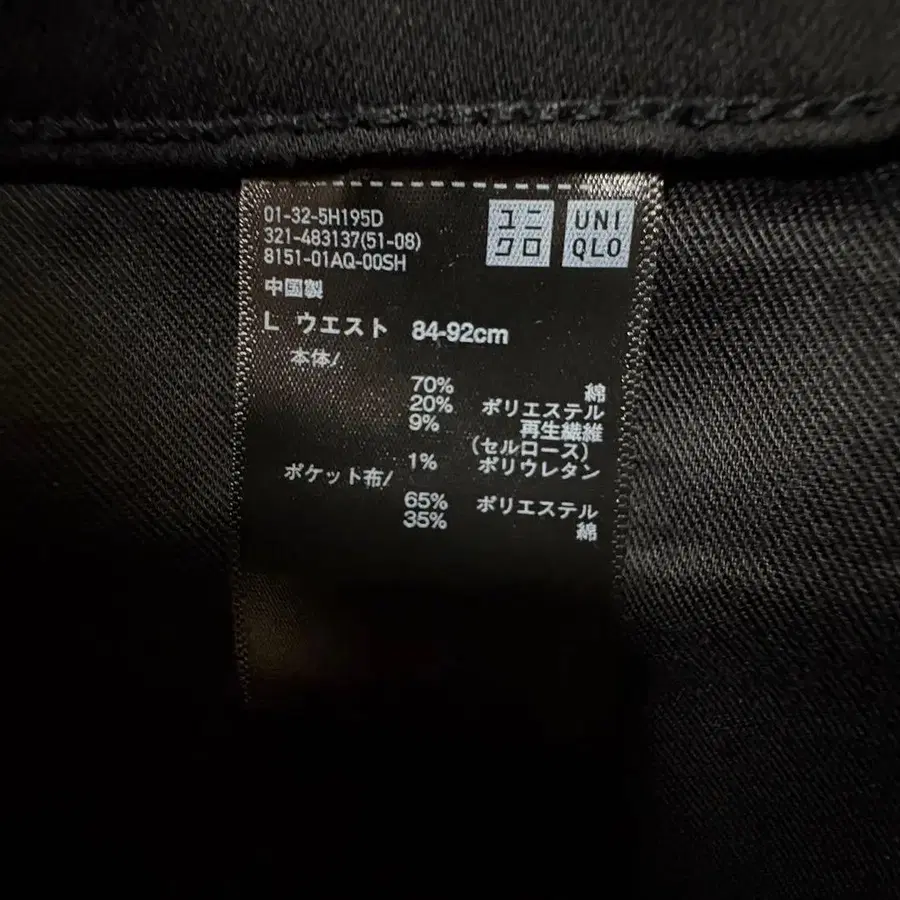 01-32-5H195D
321-483137(51-08)
8151-01AQ-00SH
ユニ
クロ
UNI
QLO
中国製
L ウエスト 84-92cm
本体/
70% 綿
20% ポリエステル
9% 再生繊維
(セルロース)
1% ポリウレタン
ポケット布/
65% ポリエステル
35% 綿